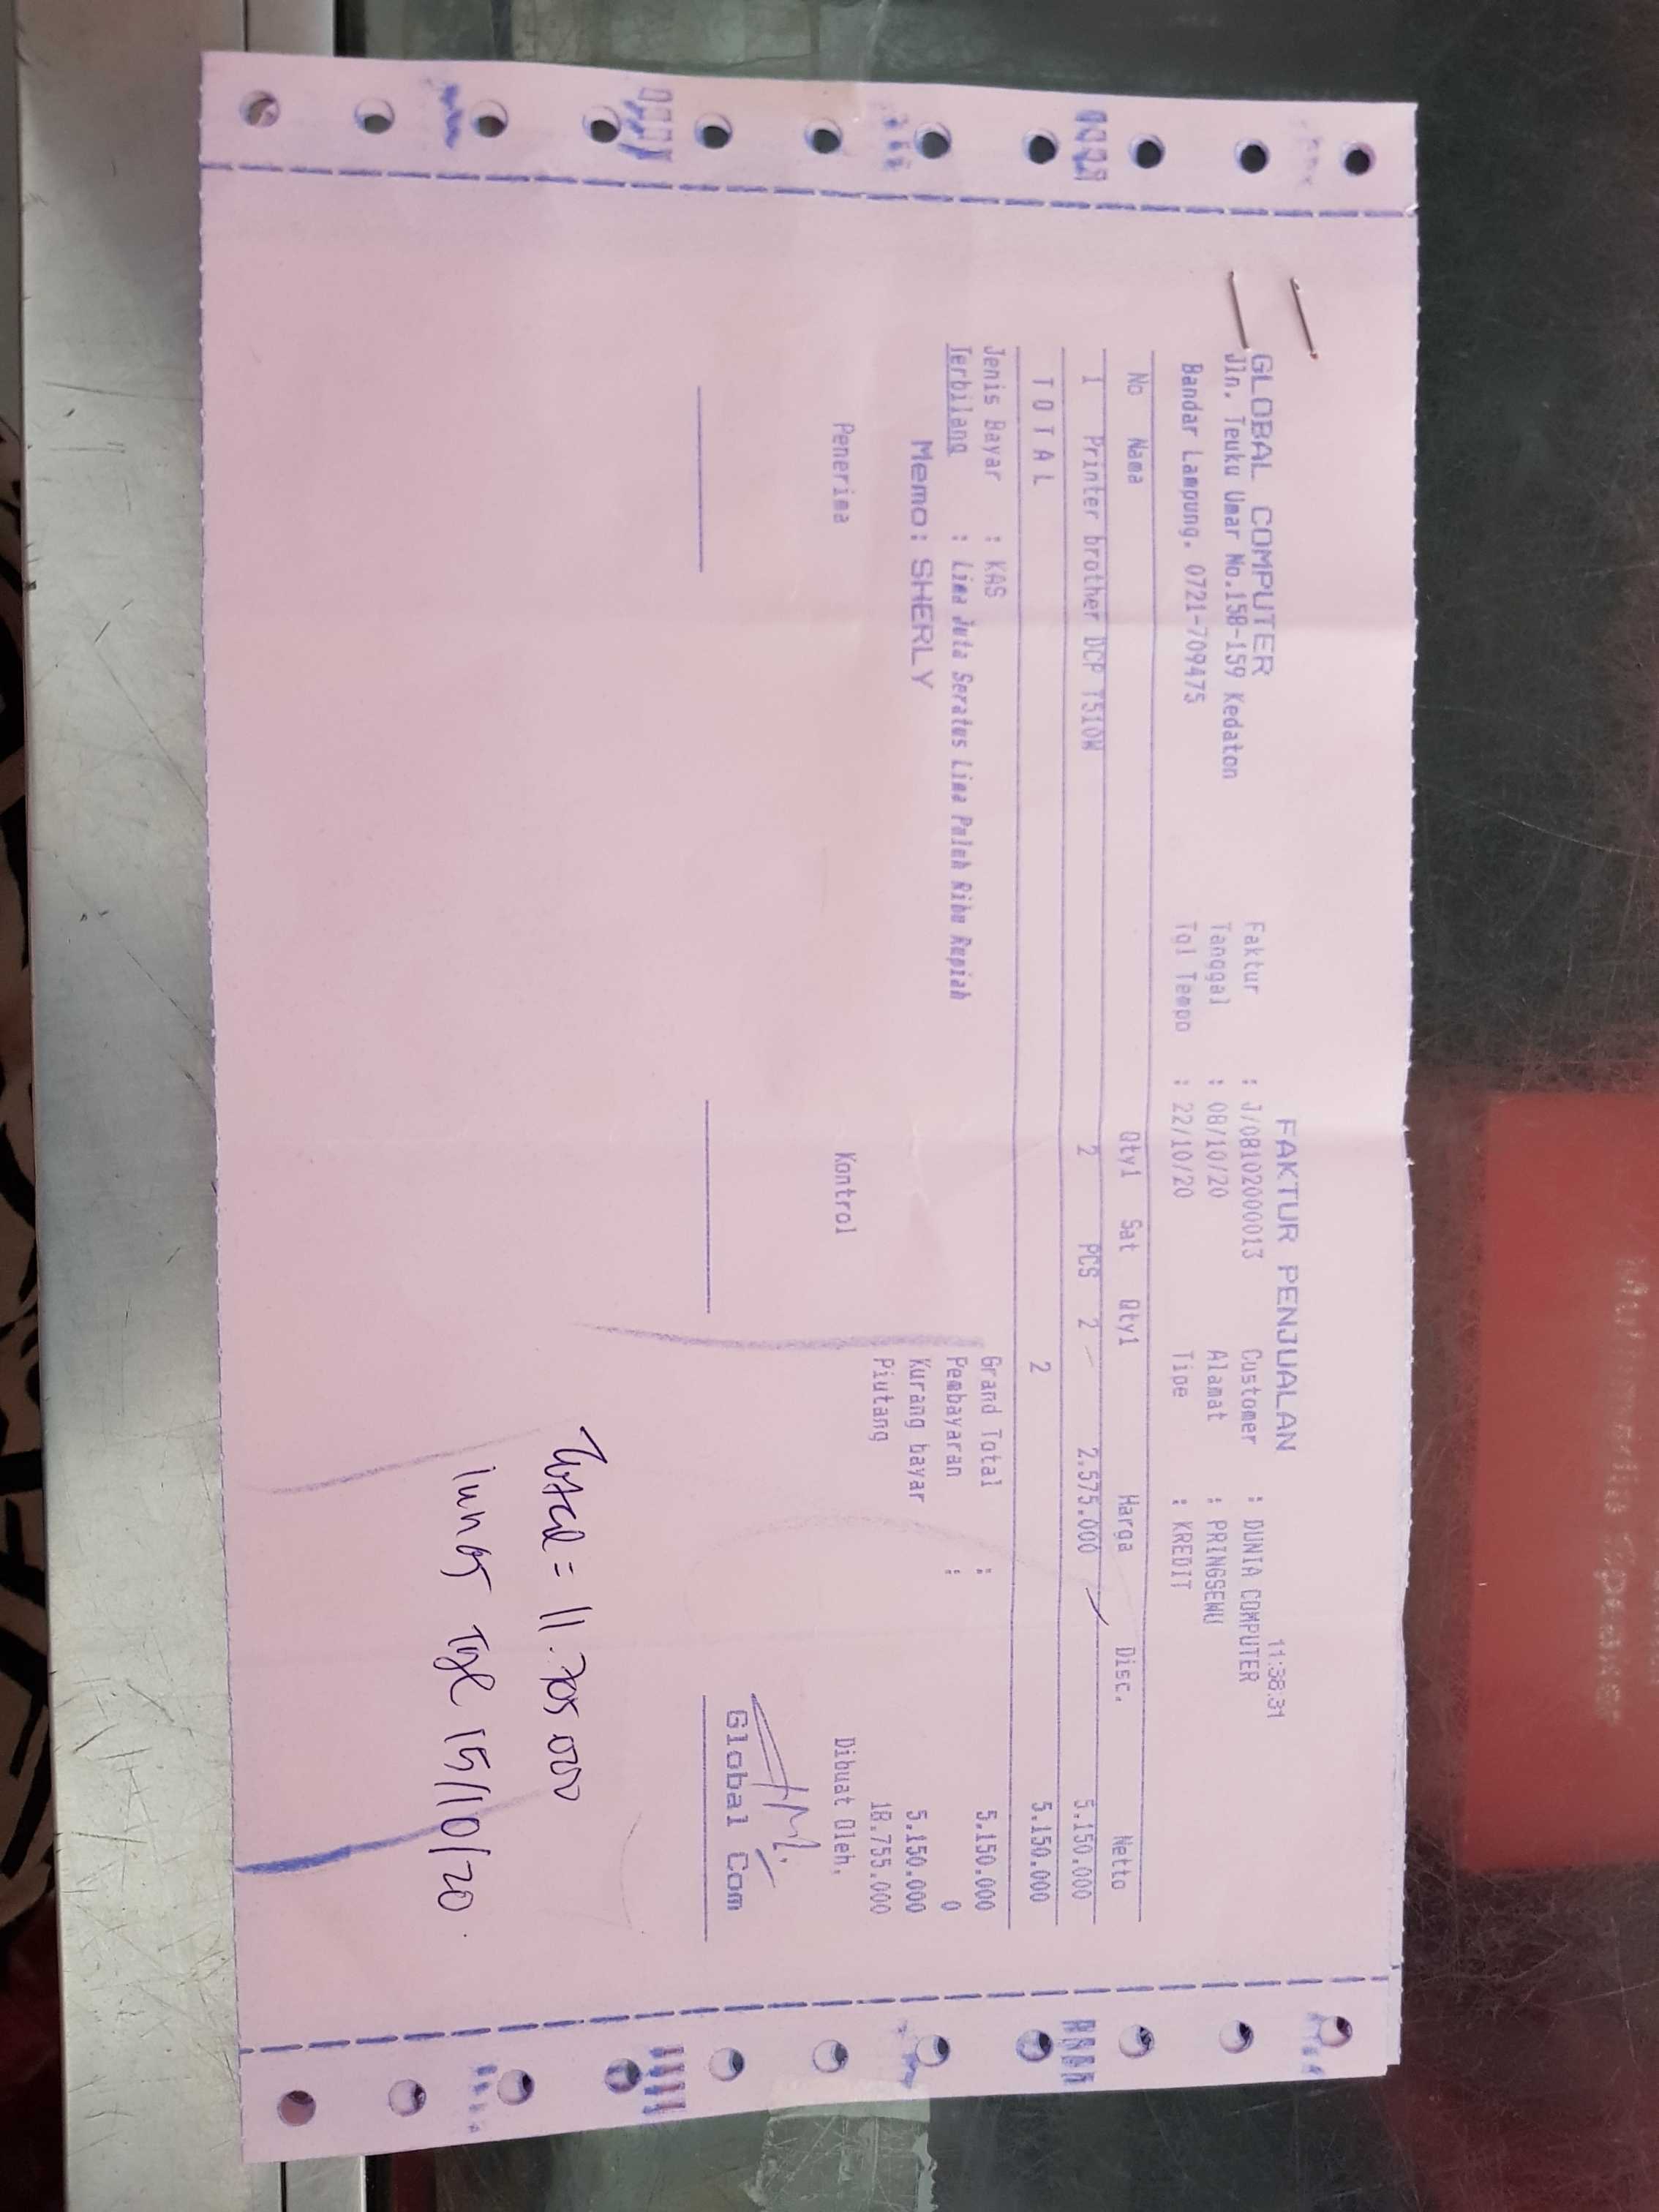 FAKTUR PENJUALAN
11:38:31
GLOBAL COMPUTER
Jln. Teuku Umar No.158-159 Kedaton
Bandar Lampung. 0721-709475
Faktur : J/081020000013
Tanggal : 08/10/20
Tgl Tempo : 22/10/20
Customer : DUNIA COMPUTER
Alamat : PRINGSEWU
Tipe : KREDIT
No Nama Qty1 Sat Qty1 Harga Disc. Netto
1 Printer brother DCP T510W 2 PCS 2 2.575.000 5.150.000
T O T A L 2 5.150.000
Jenis Bayar : KAS
Terbilang : Lima Juta Seratus Lima Puluh Ribu Rupiah
Memo: SHERLY
Grand Total : 5.150.000
Pembayaran : 0
Kurang bayar 5.150.000
Piutang 18.755.000
Penerima Kontrol Dibuat Oleh,
Global Com
Total = 11.705.000
lunas Tgl 15/10/20.